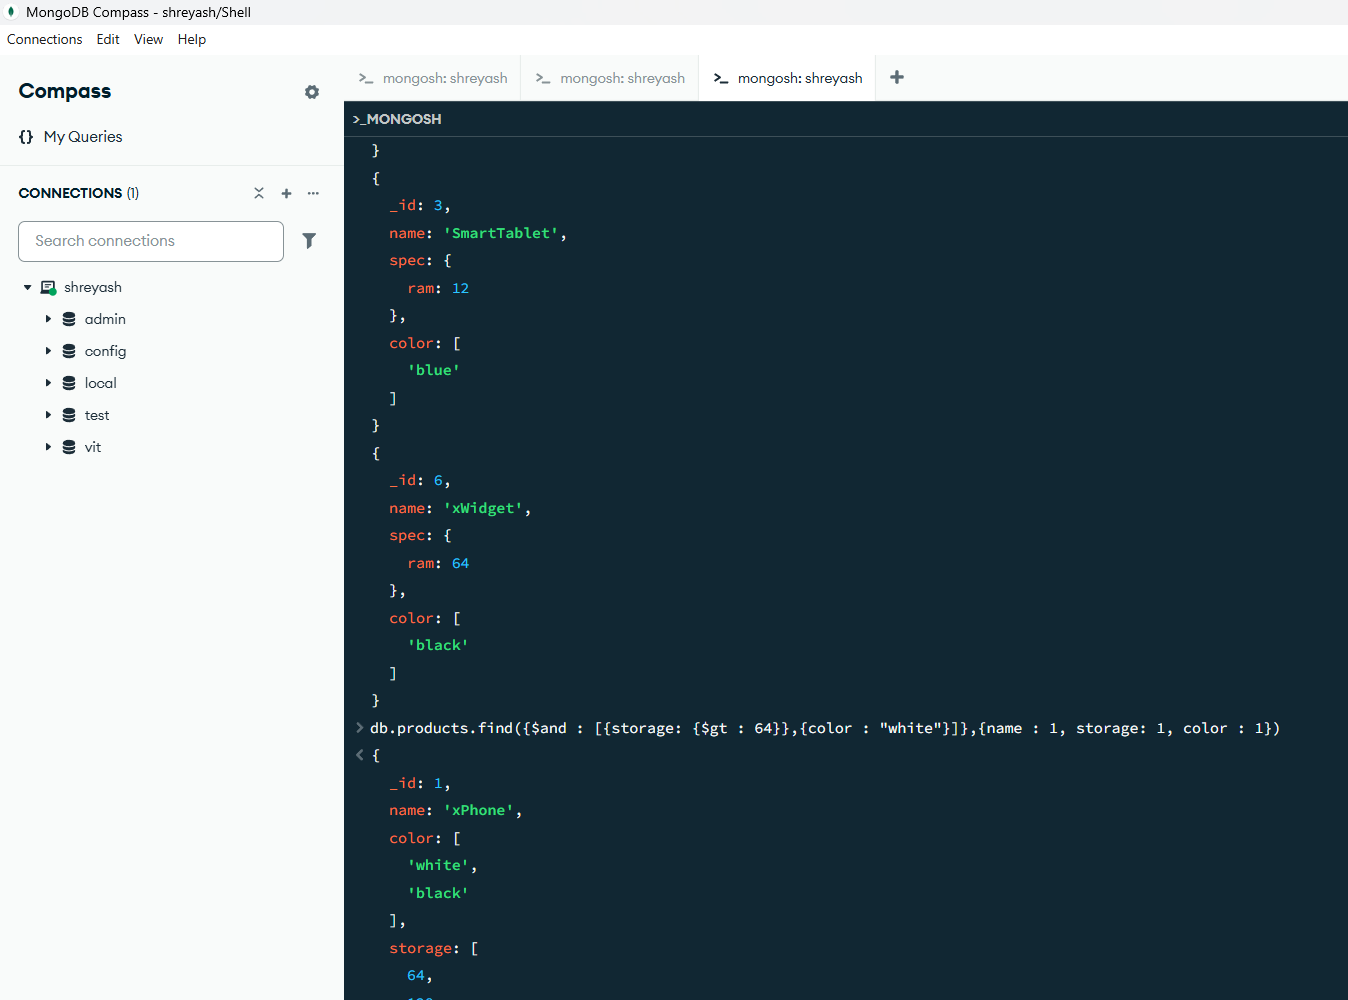 MongoDB Compass - shreyash/Shell
Connections Edit View Help
Compass
{} My Queries
CONNECTIONS (1)
Search connections
shreyash
admin
config
local
test
vit
>_ mongosh: shreyash >_ mongosh: shreyash >_ mongosh: shreyash +
>_MONGOSH
}
{
_id: 3,
name: 'SmartTablet',
spec: {
ram: 12
},
color: [
'blue'
]
}
{
_id: 6,
name: 'xWidget',
spec: {
ram: 64
},
color: [
'black'
]
}
> db.products.find({$and : [{storage: {$gt : 64}},{color : "white"}]},{name : 1, storage: 1, color : 1})
< {
_id: 1,
name: 'xPhone',
color: [
'white',
'black'
],
storage: [
64,